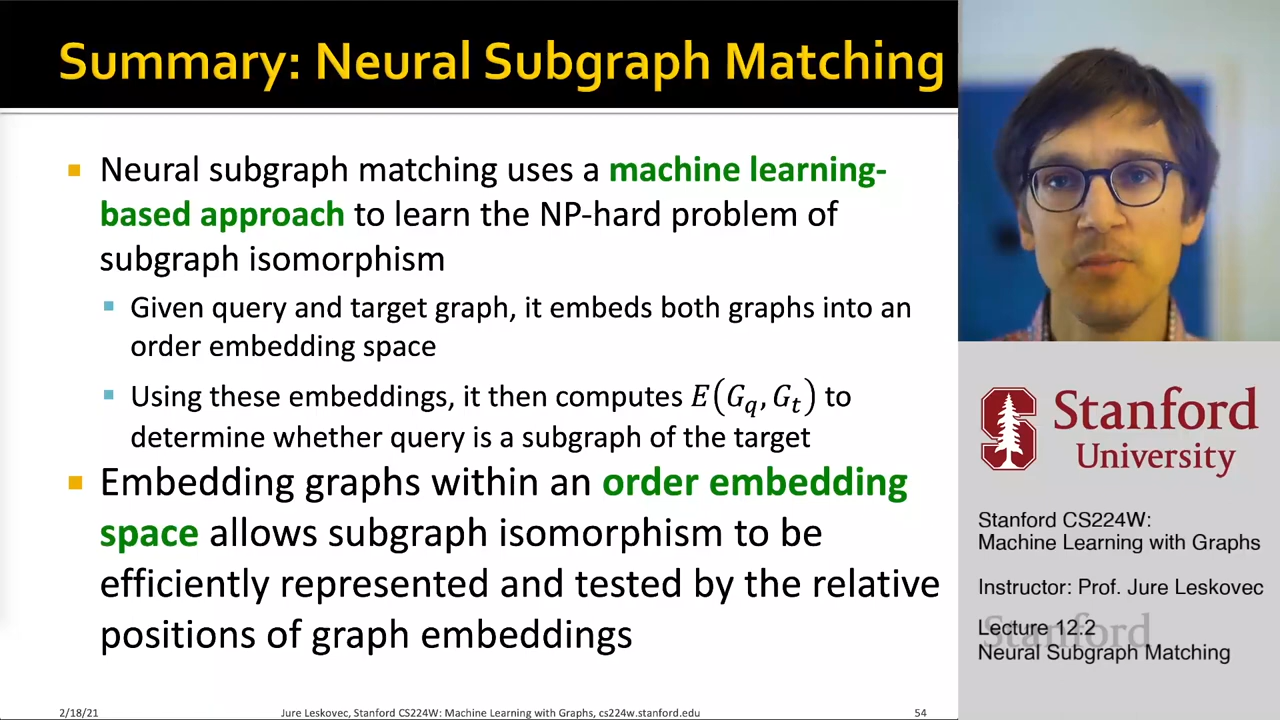 Summary: Neural Subgraph Matching
Neural subgraph matching uses a machine learning-
based approach to learn the NP-hard problem of
subgraph isomorphism
Given query and target graph, it embeds both graphs into an
order embedding space
Using these embeddings, it then computes E(G_q, G_t) to
determine whether query is a subgraph of the target
Embedding graphs within an order embedding
space allows subgraph isomorphism to be
efficiently represented and tested by the relative
positions of graph embeddings
2/18/21
Jure Leskovec, Stanford CS224W: Machine Learning with Graphs, cs224w.stanford.edu
54
Stanford
University
Stanford CS224W:
Machine Learning with Graphs
Instructor: Prof. Jure Leskovec
Lecture 12.2
Stanford
Neural Subgraph Matching